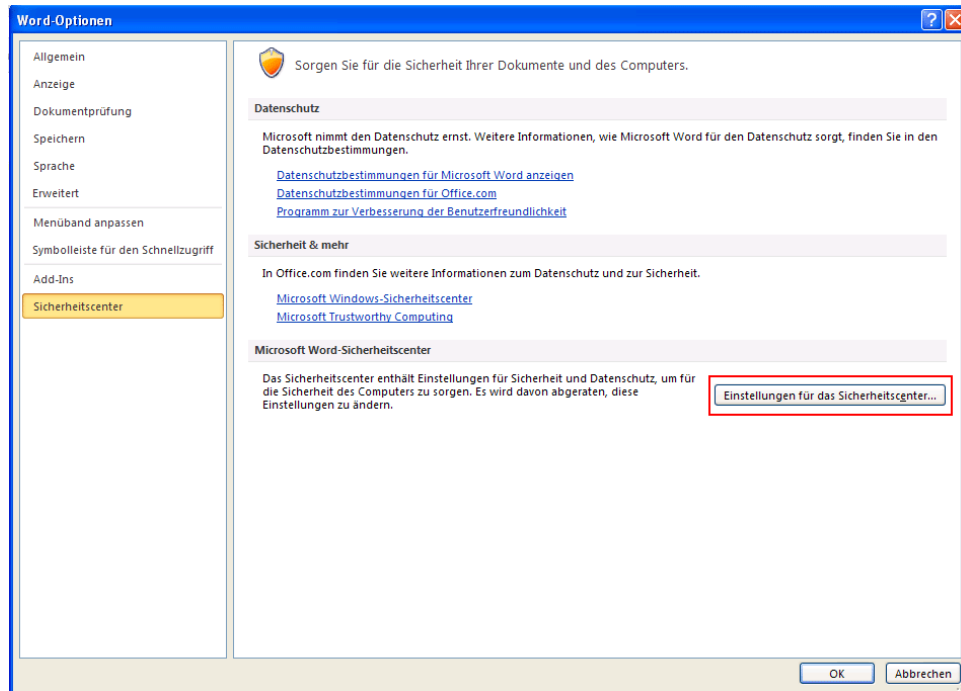 Word-Optionen
Allgemein
Anzeige
Dokumentprüfung
Speichern
Sprache
Erweitert
Menüband anpassen
Symbolleiste für den Schnellzugriff
Add-Ins
Sicherheitscenter
Sorgen Sie für die Sicherheit Ihrer Dokumente und des Computers.
Datenschutz
Microsoft nimmt den Datenschutz ernst. Weitere Informationen, wie Microsoft Word für den Datenschutz sorgt, finden Sie in den
Datenschutzbestimmungen.
Datenschutzbestimmungen für Microsoft Word anzeigen
Datenschutzbestimmungen für Office.com
Programm zur Verbesserung der Benutzerfreundlichkeit
Sicherheit & mehr
In Office.com finden Sie weitere Informationen zum Datenschutz und zur Sicherheit.
Microsoft Windows-Sicherheitscenter
Microsoft Trustworthy Computing
Microsoft Word-Sicherheitscenter
Das Sicherheitscenter enthält Einstellungen für Sicherheit und Datenschutz, um für
die Sicherheit des Computers zu sorgen. Es wird davon abgeraten, diese
Einstellungen zu ändern.
Einstellungen für das Sicherheitscenter...
OK
Abbrechen